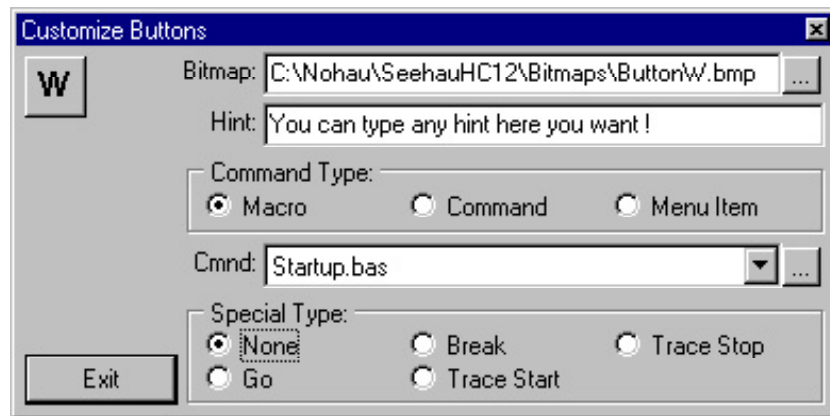 Customize Buttons
W
Bitmap: C:\Nohau\SeehauHC12\Bitmaps\ButtonW.bmp ...
Hint: You can type any hint here you want !
Command Type:
Macro Command Menu Item
Cmnd: Startup.bas ...
Special Type:
None Break Trace Stop
Exit Go Trace Start